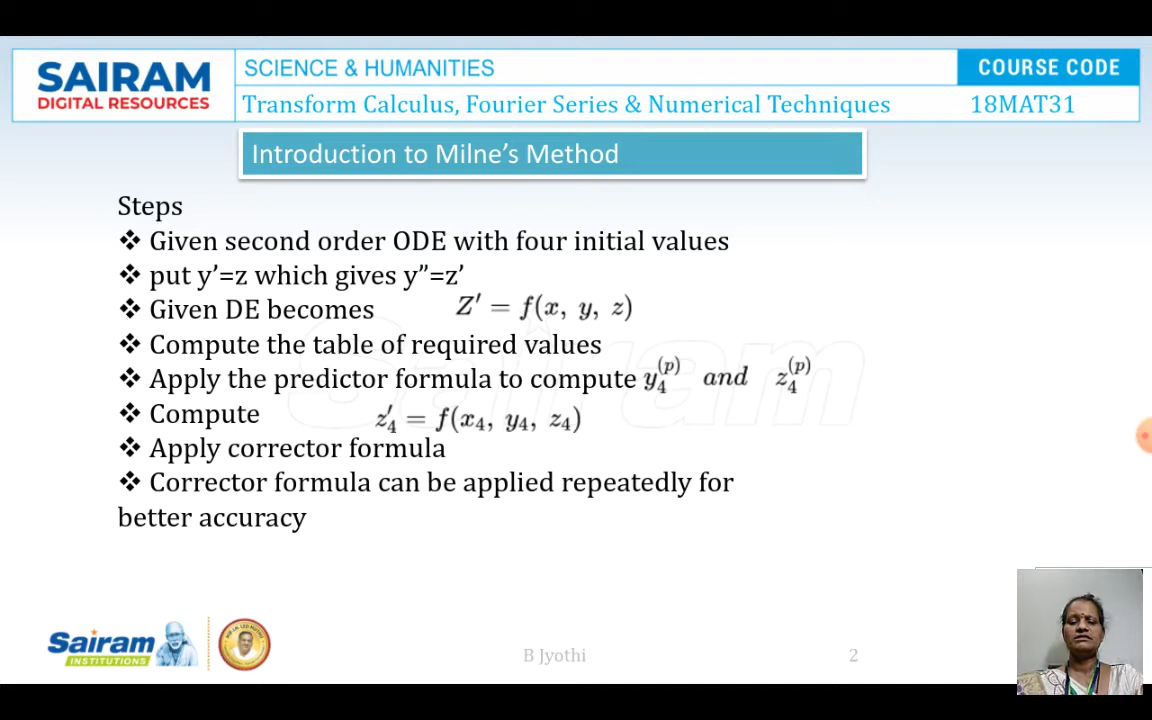 SAIRAM
DIGITAL RESOURCES
SCIENCE & HUMANITIES
COURSE CODE
Transform Calculus, Fourier Series & Numerical Techniques
18MAT31
Introduction to Milne's Method
Steps
❖ Given second order ODE with four initial values
❖ put y’=z which gives y”=z’
❖ Given DE becomes Z′ = f(x, y, z)
❖ Compute the table of required values
❖ Apply the predictor formula to compute y₄⁽ᵖ⁾ and z₄⁽ᵖ⁾
❖ Compute z₄′ = f(x₄, y₄, z₄)
❖ Apply corrector formula
❖ Corrector formula can be applied repeatedly for
better accuracy
Sairam
Sairam
INSTITUTIONS
B Jyothi
2